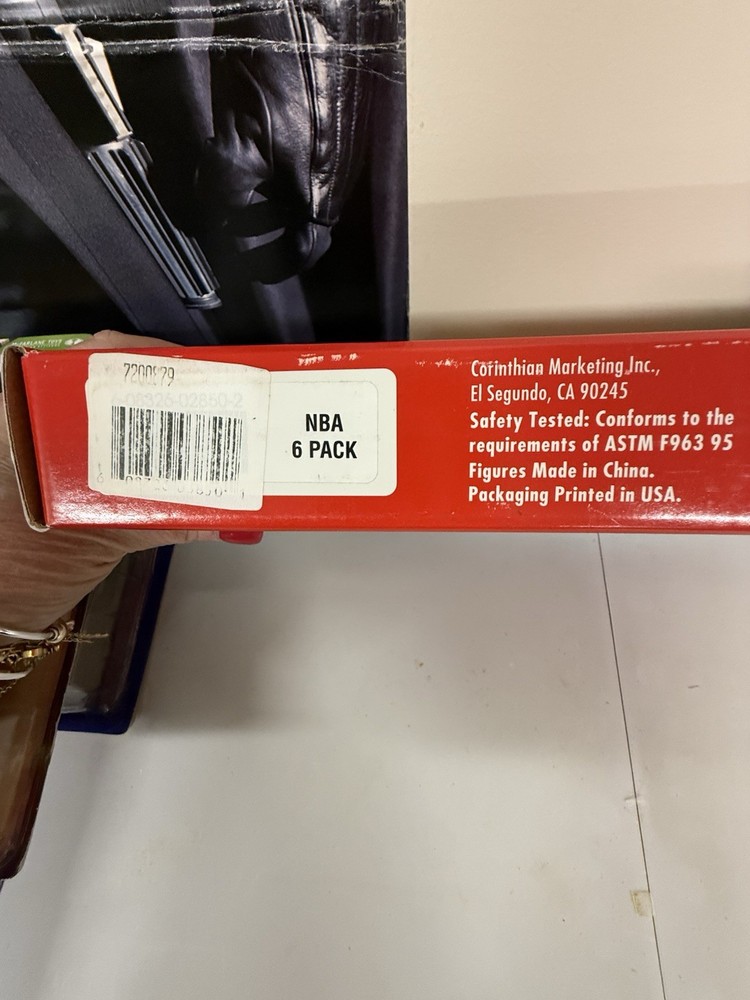 NBA
6 PACK
Corinthian Marketing, Inc.,
El Segundo, CA 90245
Safety Tested: Conforms to the
requirements of ASTM F963 95
Figures Made in China.
Packaging Printed in USA.